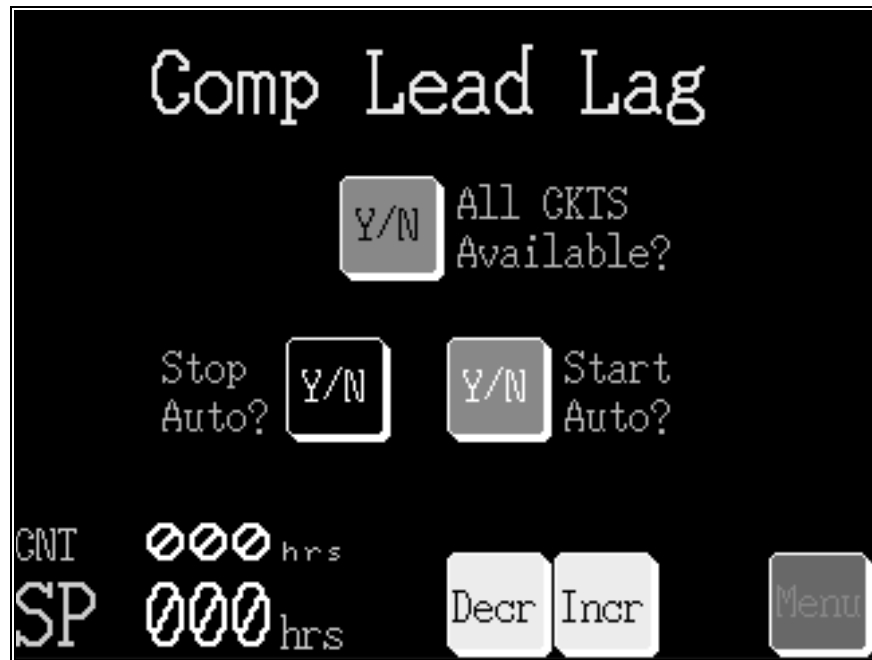 Comp Lead Lag
Y/N All CKTS
Available?
Stop
Auto? Y/N Y/N Start
Auto?
CNT 000 hrs
SP 000 hrs Decr Incr Menu